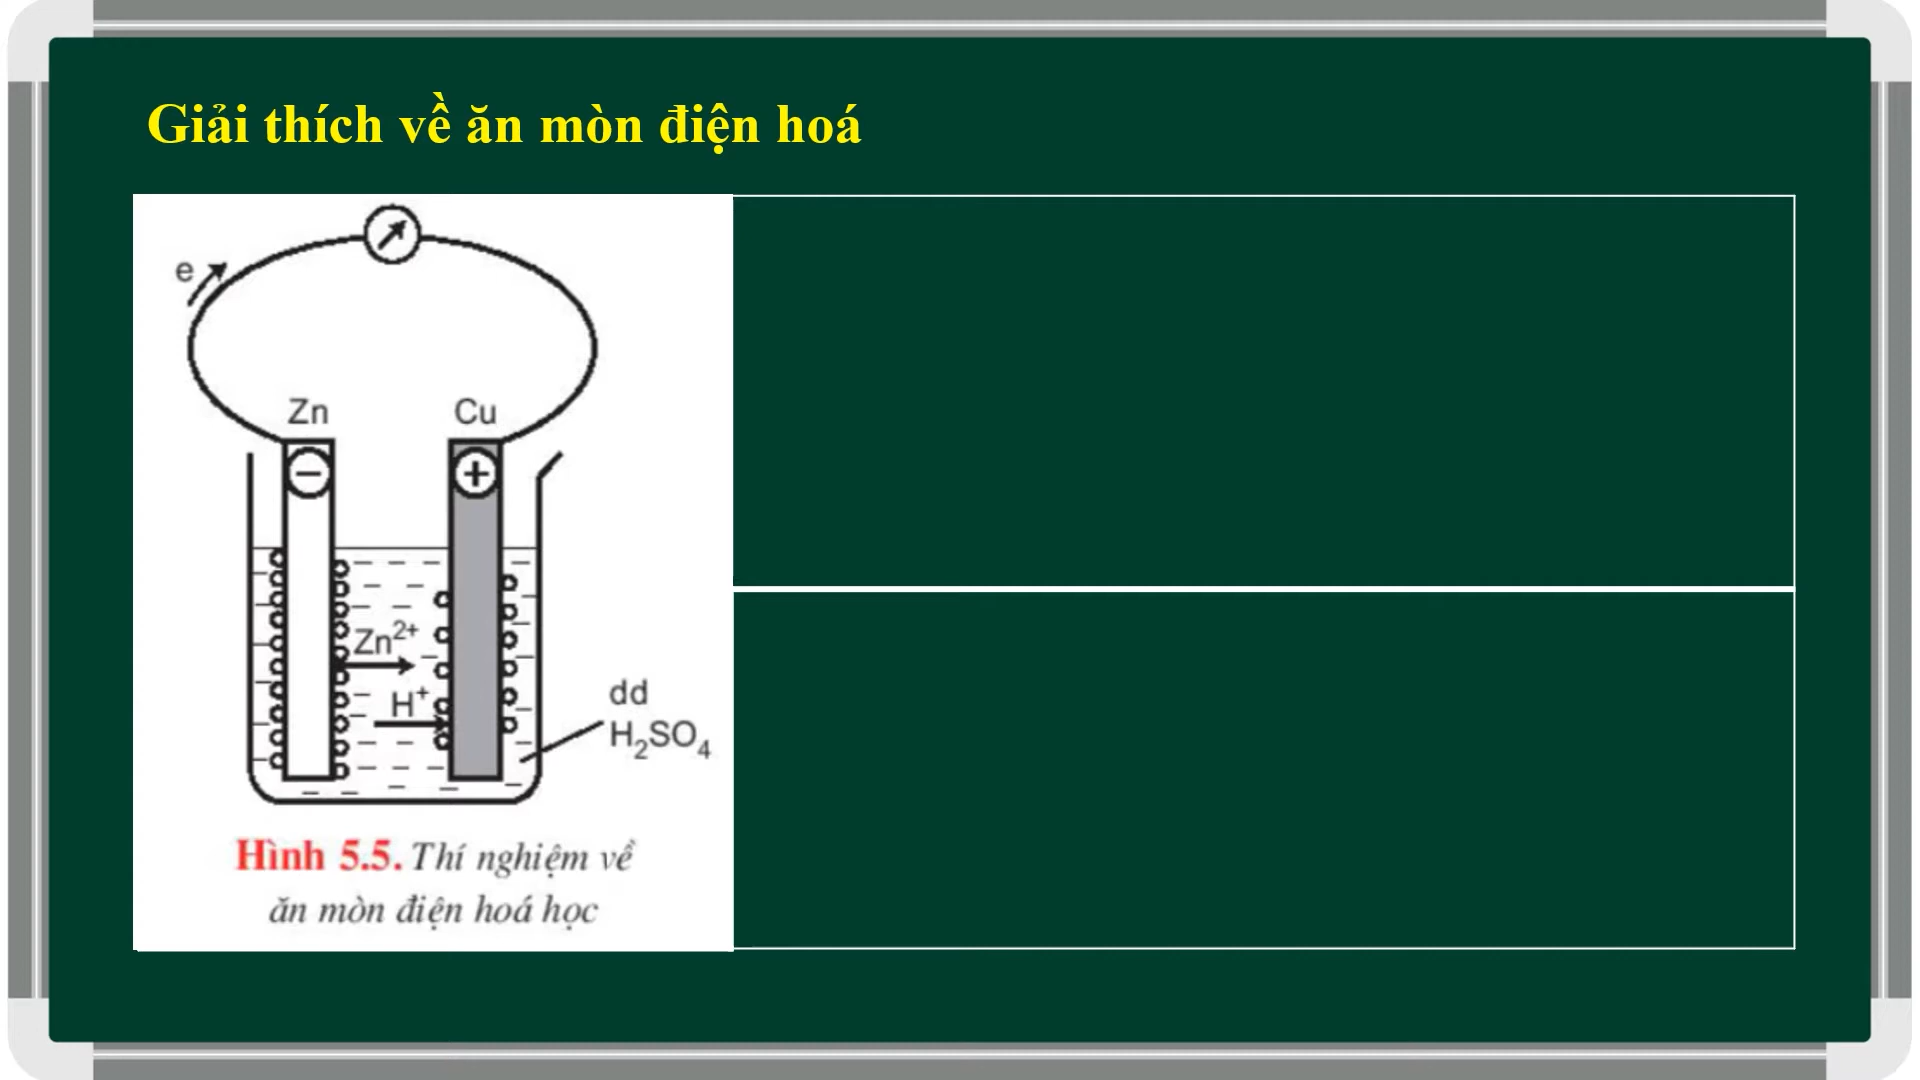 Giải thích về ăn mòn điện hoá
e
Zn
Cu
−
+
Zn²⁺
H⁺
dd
H₂SO₄
Hình 5.5. Thí nghiệm về
ăn mòn điện hoá học